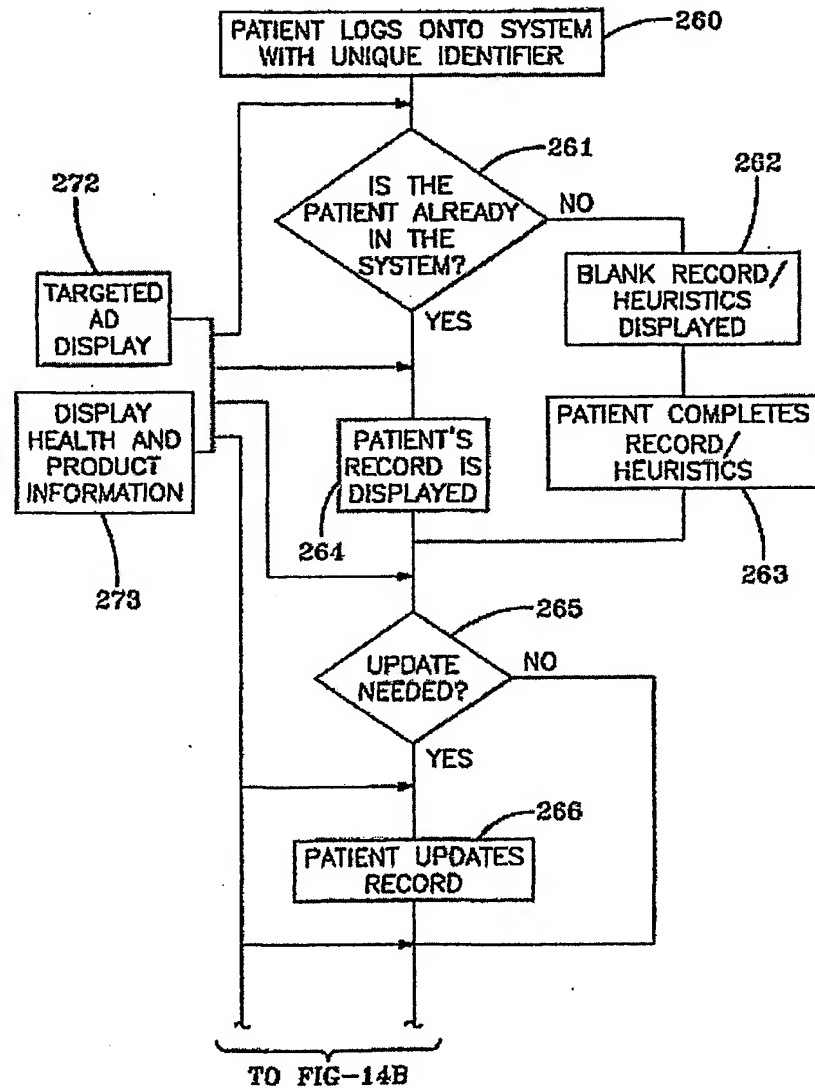 PATIENT LOGS ONTO SYSTEM
WITH UNIQUE IDENTIFIER
260
261
IS THE
PATIENT ALREADY
IN THE
SYSTEM?
NO
YES
262
BLANK RECORD/
HEURISTICS
DISPLAYED
272
TARGETED
AD
DISPLAY
DISPLAY
HEALTH AND
PRODUCT
INFORMATION
273
PATIENT'S
RECORD IS
DISPLAYED
264
PATIENT COMPLETES
RECORD/
HEURISTICS
263
265
UPDATE
NEEDED?
NO
YES
266
PATIENT UPDATES
RECORD
TO FIG-14B